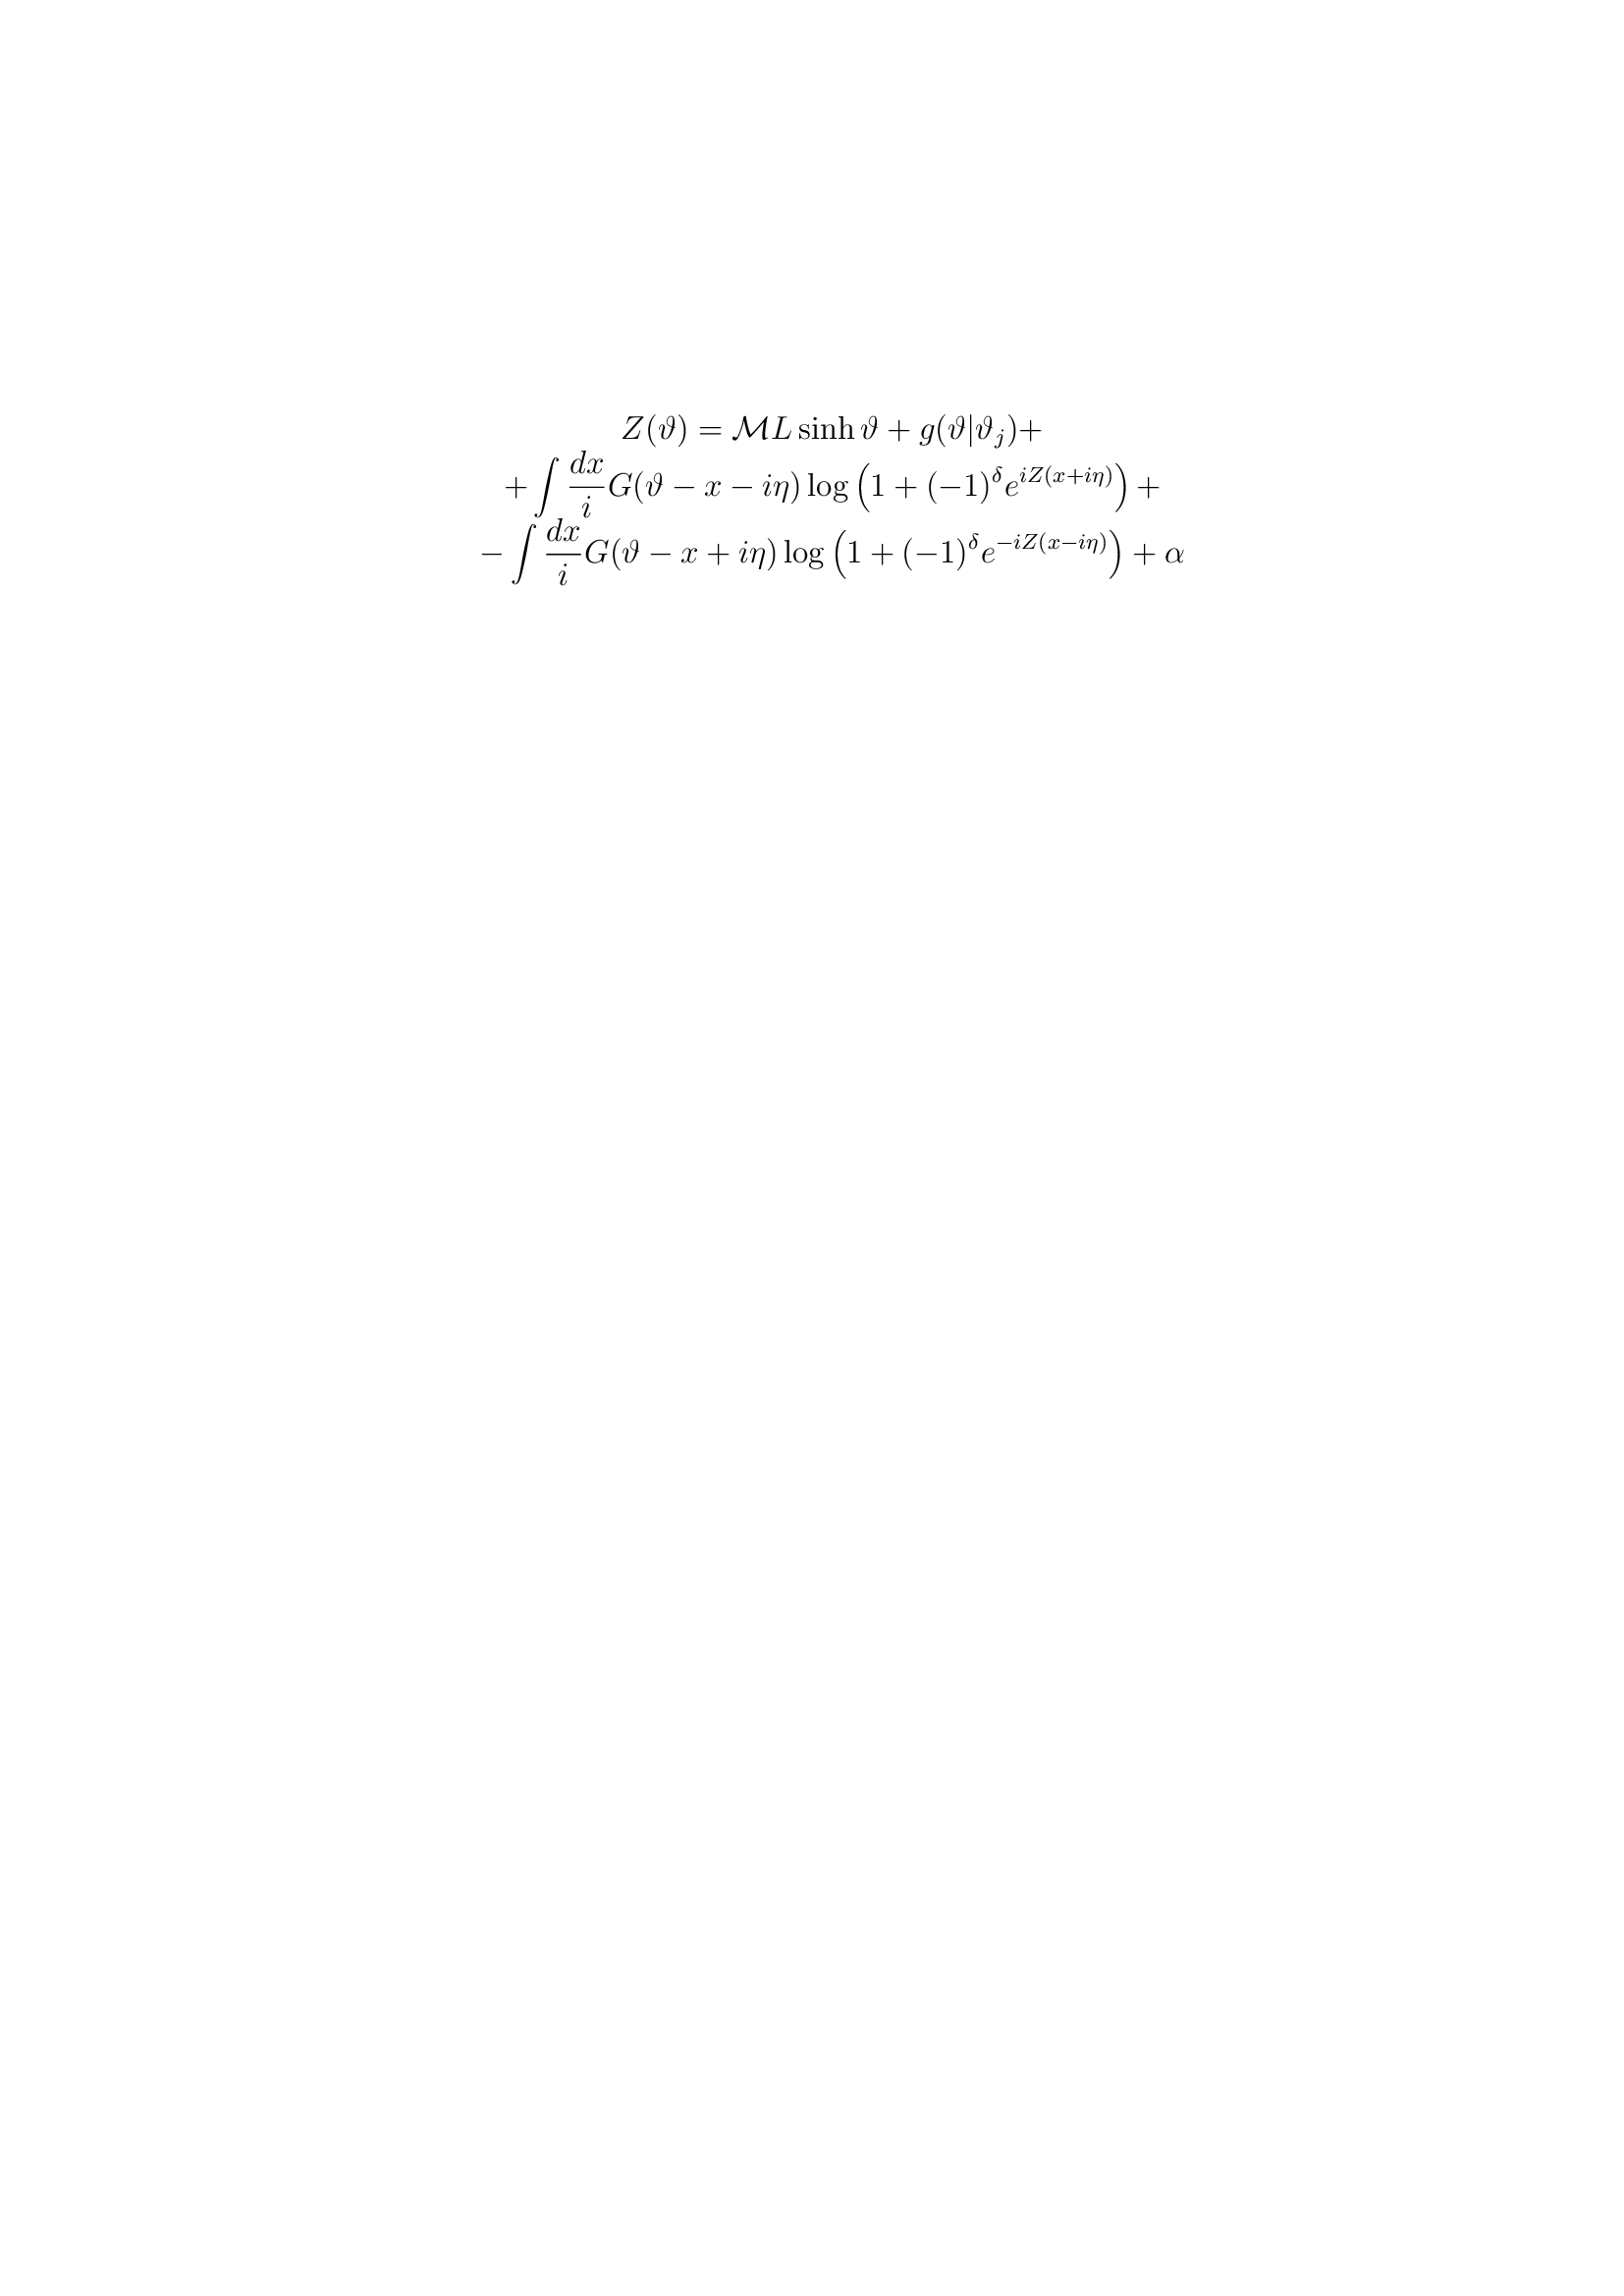 $Z(\vartheta) = \mathcal{M} L \sinh \vartheta + g(\vartheta | \vartheta_j) +$
$+ \int \frac{dx}{i} G(\vartheta - x - i\eta) \log \left( 1 + (-1)^{\delta} e^{iZ(x+i\eta)} \right) +$
$- \int \frac{dx}{i} G(\vartheta - x + i\eta) \log \left( 1 + (-1)^{\delta} e^{-iZ(x-i\eta)} \right) + \alpha$